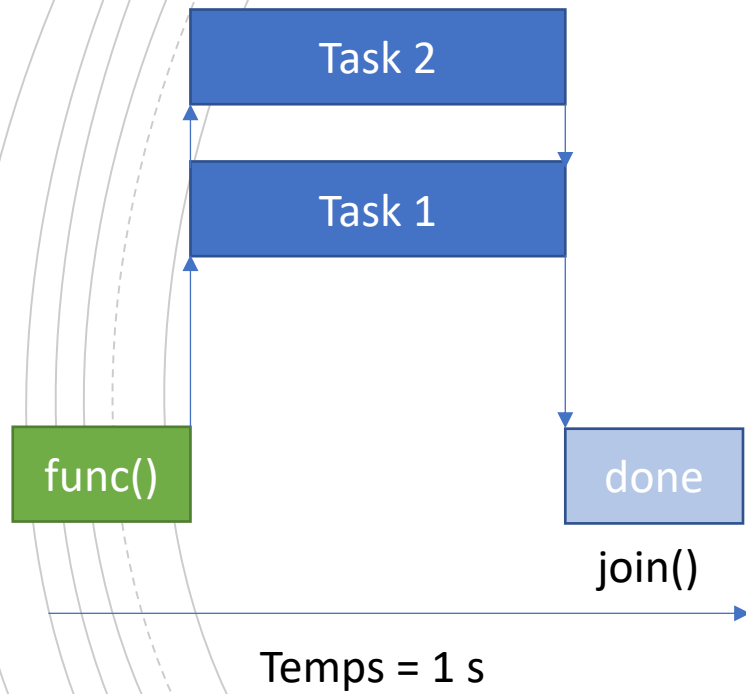 Task 2
Task 1
func()
done
join()
Temps = 1 s